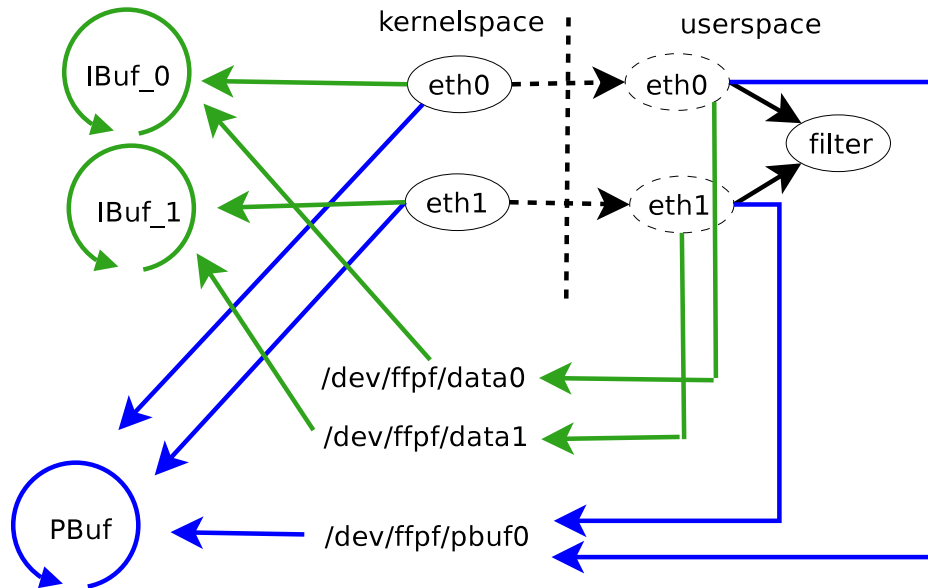 kernelspace
userspace
IBuf_0
eth0
eth0
filter
IBuf_1
eth1
eth1
/dev/ffpf/data0
/dev/ffpf/data1
PBuf
/dev/ffpf/pbuf0